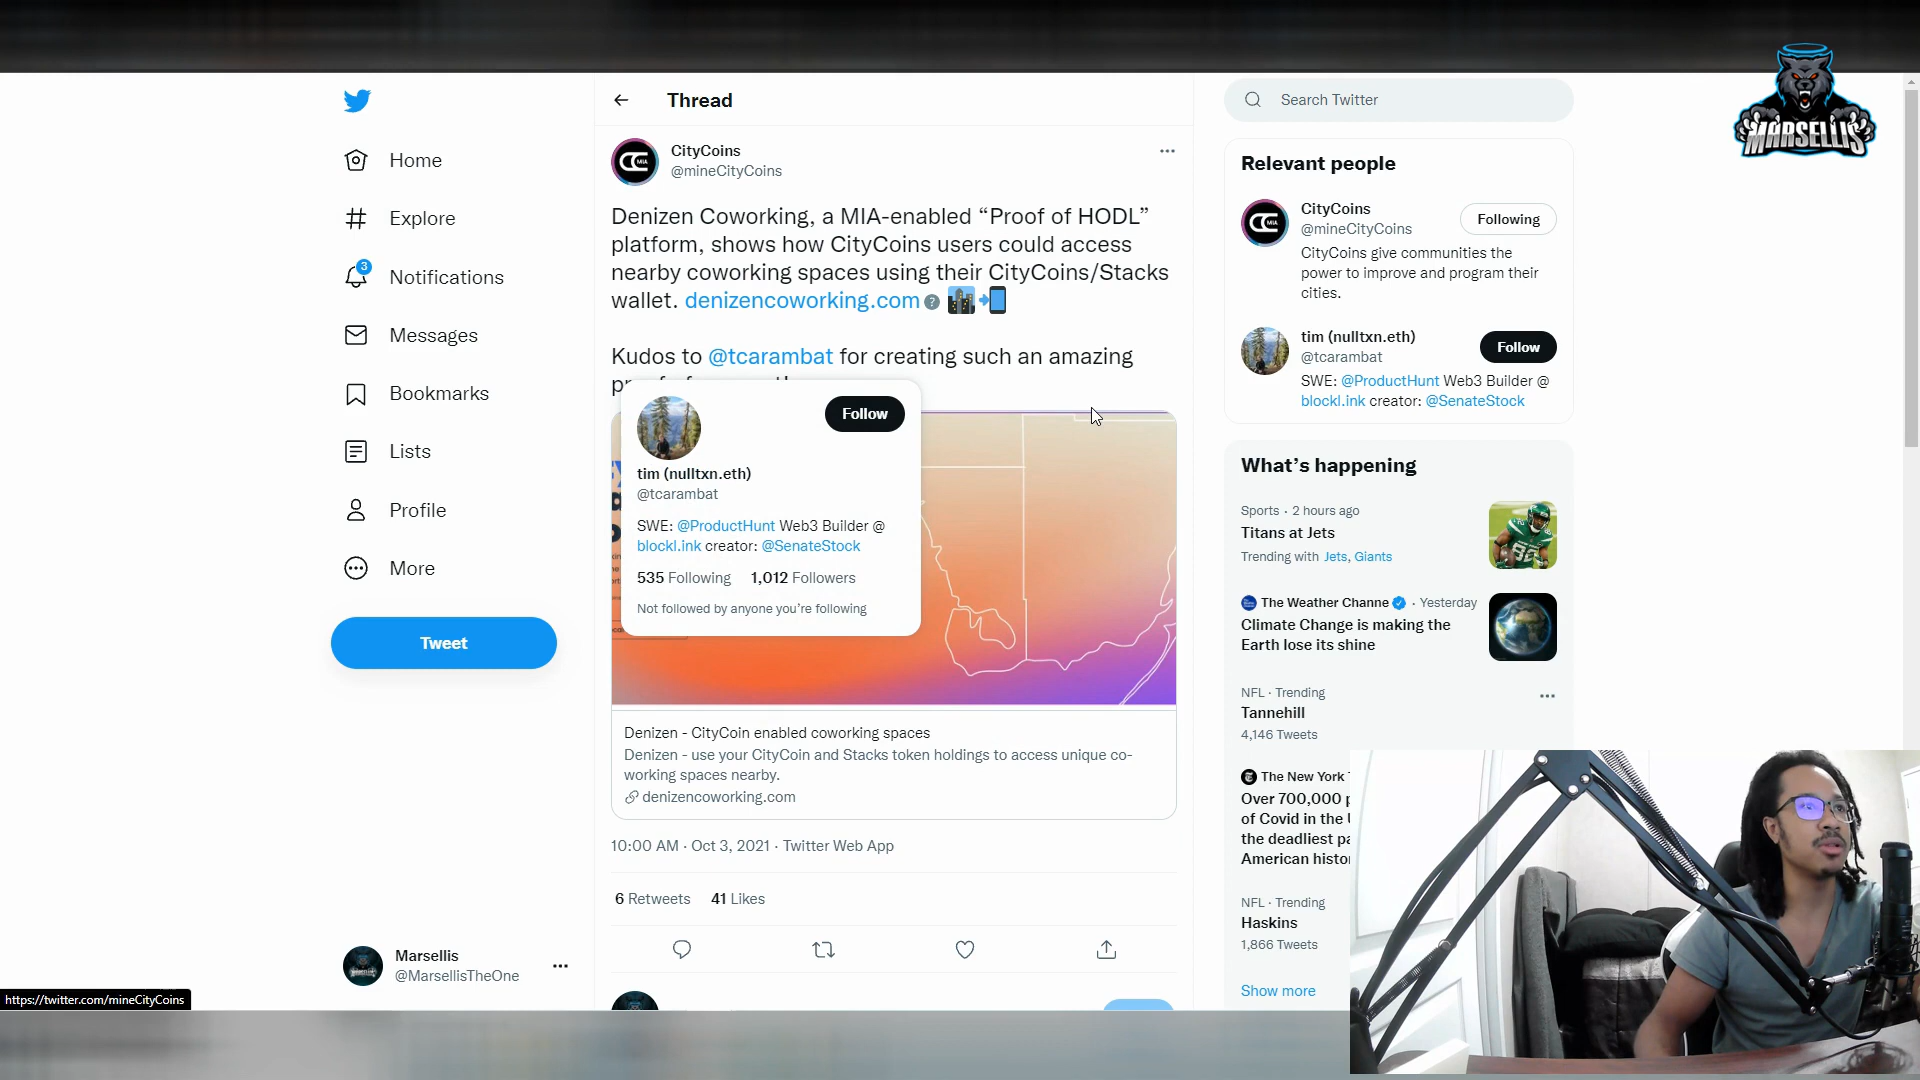 Home
Explore
3
Notifications
Messages
Bookmarks
Lists
Profile
More
Tweet
Marsellis
@MarsellisTheOne
https://twitter.com/mineCityCoins
Thread
CityCoins
@mineCityCoins
Denizen Coworking, a MIA-enabled “Proof of HODL”
platform, shows how CityCoins users could access
nearby coworking spaces using their CityCoins/Stacks
wallet. denizencoworking.com
Kudos to @tcarambat for creating such an amazing
Follow
tim (nulltxn.eth)
@tcarambat
SWE: @ProductHunt Web3 Builder @
blockl.ink creator: @SenateStock
535 Following 1,012 Followers
Not followed by anyone you’re following
Denizen - CityCoin enabled coworking spaces
Denizen - use your CityCoin and Stacks token holdings to access unique co-
working spaces nearby.
denizencoworking.com
10:00 AM · Oct 3, 2021 · Twitter Web App
6 Retweets 41 Likes
Search Twitter
Relevant people
CityCoins
@mineCityCoins
Following
CityCoins give communities the
power to improve and program their
cities.
tim (nulltxn.eth)
@tcarambat
Follow
SWE: @ProductHunt Web3 Builder @
blockl.ink creator: @SenateStock
What’s happening
Sports · 2 hours ago
Titans at Jets
Trending with Jets, Giants
The Weather Channe · Yesterday
Climate Change is making the
Earth lose its shine
NFL · Trending
Tannehill
4,146 Tweets
The New York
Over 700,000
of Covid in the
the deadliest
American
NFL · Trending
Haskins
1,866 Tweets
Show more
MARSELLIS